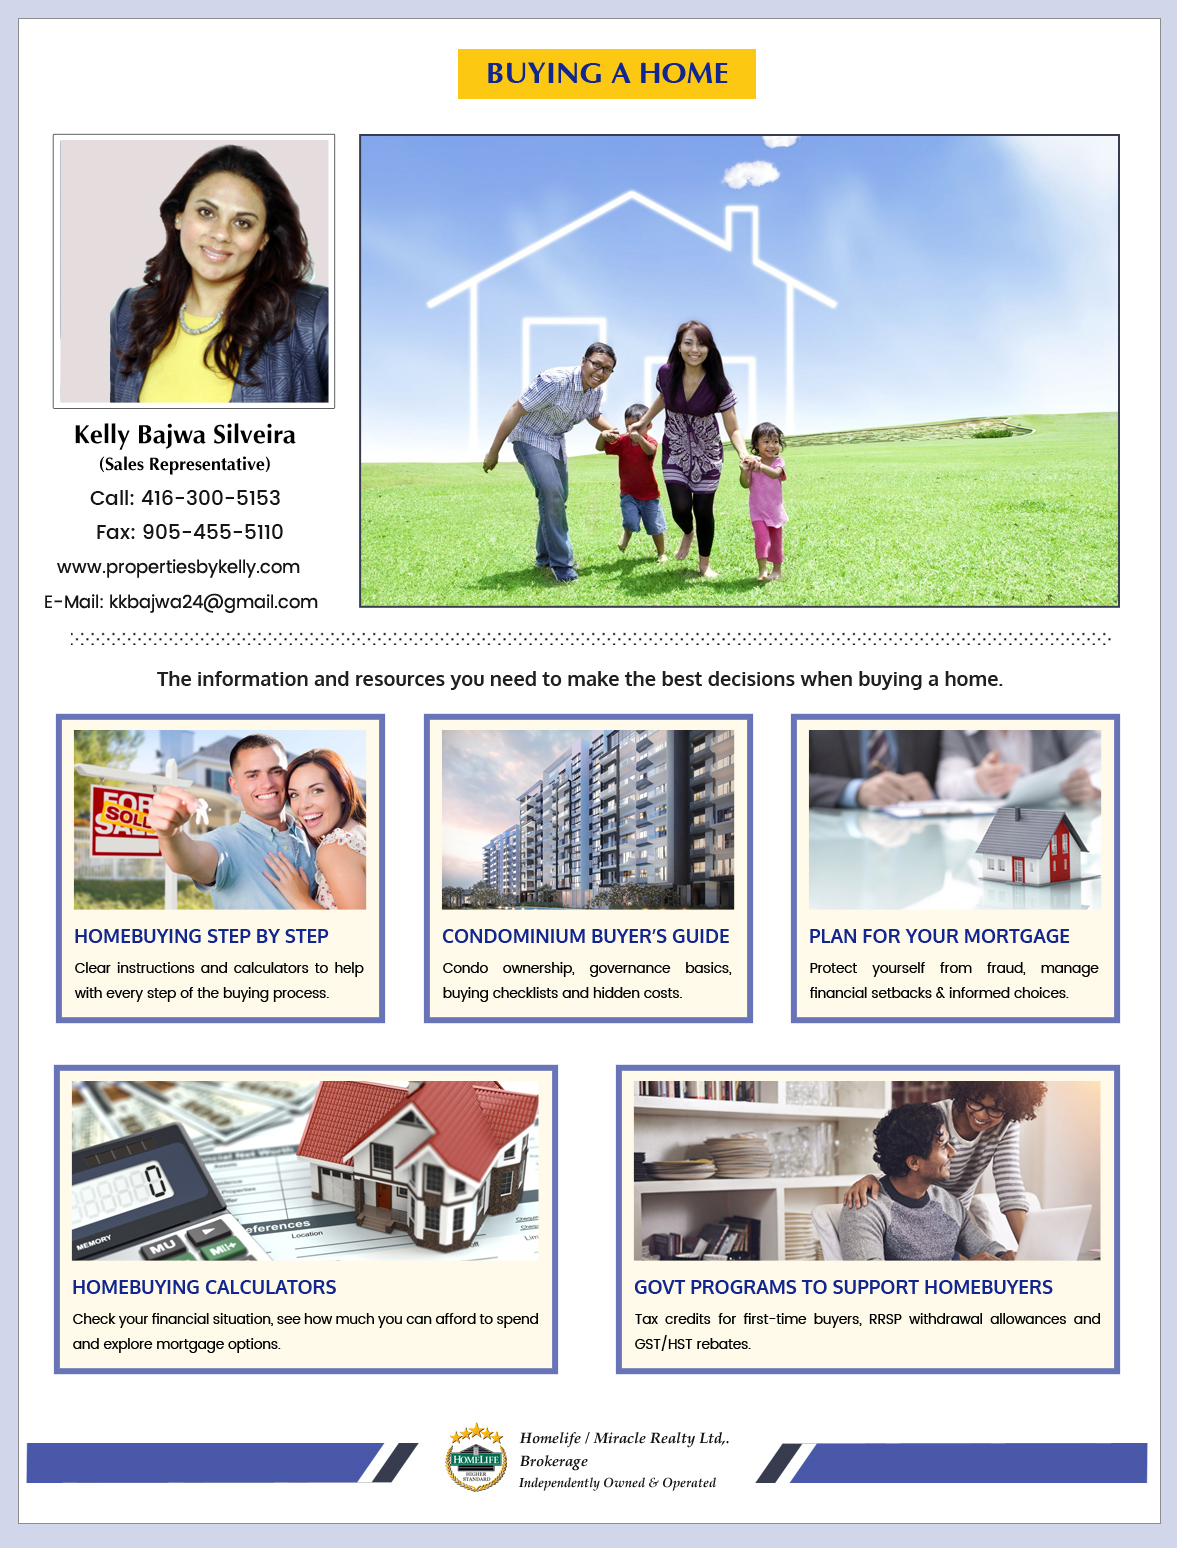 BUYING A HOME
Kelly Bajwa Silveira
(Sales Representative)
Call: 416-300-5153
Fax: 905-455-5110
www.propertiesbykelly.com
E-Mail: kkbajwa24@gmail.com
The information and resources you need to make the best decisions when buying a home.
FOR
SOLD
SALE
HOMEBUYING STEP BY STEP
Clear instructions and calculators to help
with every step of the buying process.
CONDOMINIUM BUYER'S GUIDE
Condo ownership, governance basics,
buying checklists and hidden costs.
PLAN FOR YOUR MORTGAGE
Protect yourself from fraud, manage
financial setbacks & informed choices.
0
MEMORY
MU
eferences
Location
HOMEBUYING CALCULATORS
Check your financial situation, see how much you can afford to spend
and explore mortgage options.
GOVT PROGRAMS TO SUPPORT HOMEBUYERS
Tax credits for first-time buyers, RRSP withdrawal allowances and
GST/HST rebates.
HOMELIFE
HIGHER
STANDARD
Homelife / Miracle Realty Ltd,.
Brokerage
Independently Owned & Operated